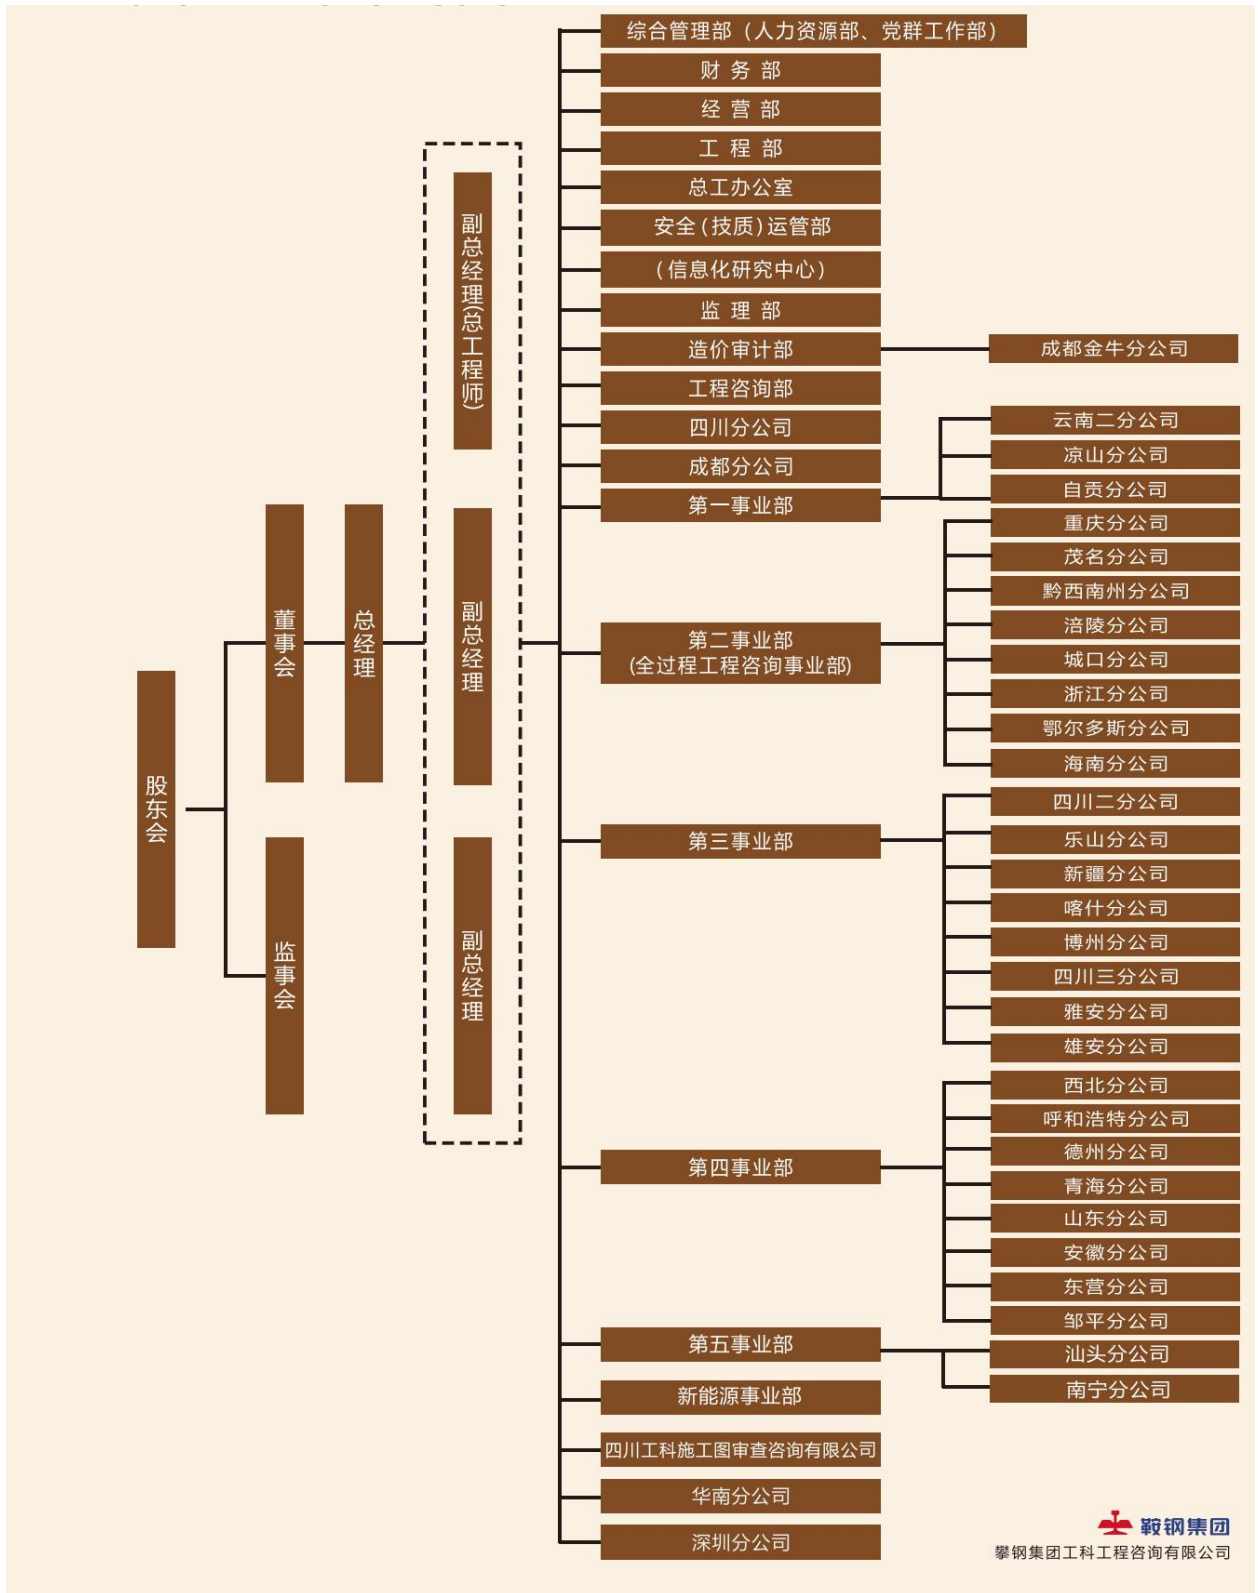 股东会
董事会
监事会
总经理
副总经理(总工程师)
副总经理
副总经理
综合管理部（人力资源部、党群工作部）
财务部
经营部
工程部
总工办公室
安全(技质)运管部
(信息化研究中心)
监理部
造价审计部
成都金牛分公司
工程咨询部
四川分公司
成都分公司
第一事业部
云南二分公司
凉山分公司
自贡分公司
第二事业部
(全过程工程咨询事业部)
重庆分公司
茂名分公司
黔西南州分公司
涪陵分公司
城口分公司
浙江分公司
鄂尔多斯分公司
海南分公司
第三事业部
四川二分公司
乐山分公司
新疆分公司
喀什分公司
博州分公司
四川三分公司
雅安分公司
雄安分公司
第四事业部
西北分公司
呼和浩特分公司
德州分公司
青海分公司
山东分公司
安徽分公司
东营分公司
邹平分公司
第五事业部
汕头分公司
南宁分公司
新能源事业部
四川工科施工图审查咨询有限公司
华南分公司
深圳分公司
鞍钢集团
攀钢集团工科工程咨询有限公司